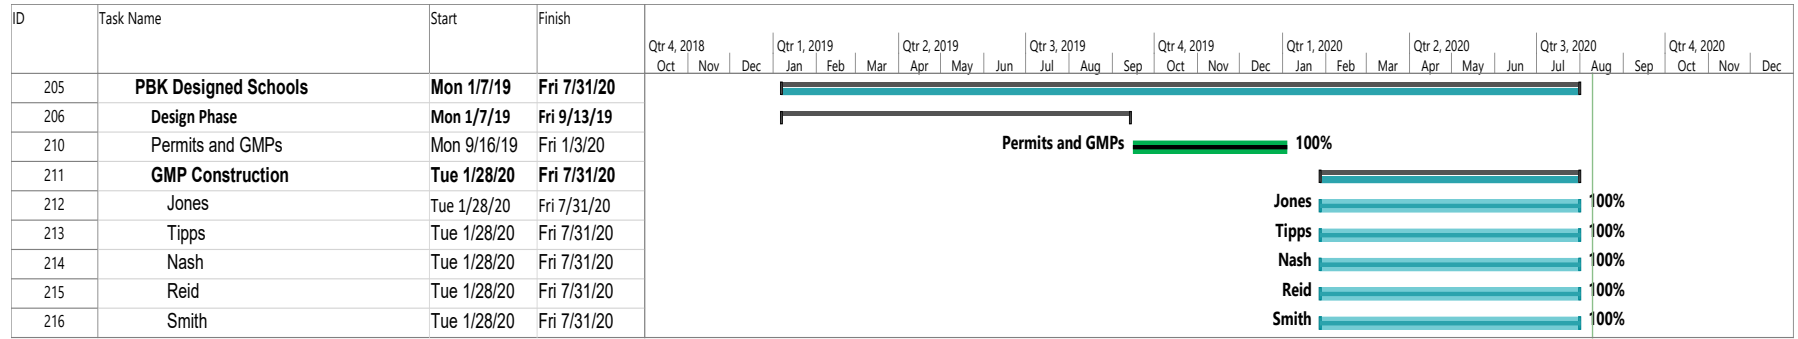 ID Task Name Start Finish
Qtr 4, 2018 Qtr 1, 2019 Qtr 2, 2019 Qtr 3, 2019 Qtr 4, 2019 Qtr 1, 2020 Qtr 2, 2020 Qtr 3, 2020 Qtr 4, 2020
Oct Nov Dec Jan Feb Mar Apr May Jun Jul Aug Sep Oct Nov Dec Jan Feb Mar Apr May Jun Jul Aug Sep Oct Nov Dec
205 PBK Designed Schools Mon 1/7/19 Fri 7/31/20
206 Design Phase Mon 1/7/19 Fri 9/13/19
210 Permits and GMPs Mon 9/16/19 Fri 1/3/20 Permits and GMPs 100%
211 GMP Construction Tue 1/28/20 Fri 7/31/20
212 Jones Tue 1/28/20 Fri 7/31/20 Jones 100%
213 Tipps Tue 1/28/20 Fri 7/31/20 Tipps 100%
214 Nash Tue 1/28/20 Fri 7/31/20 Nash 100%
215 Reid Tue 1/28/20 Fri 7/31/20 Reid 100%
216 Smith Tue 1/28/20 Fri 7/31/20 Smith 100%